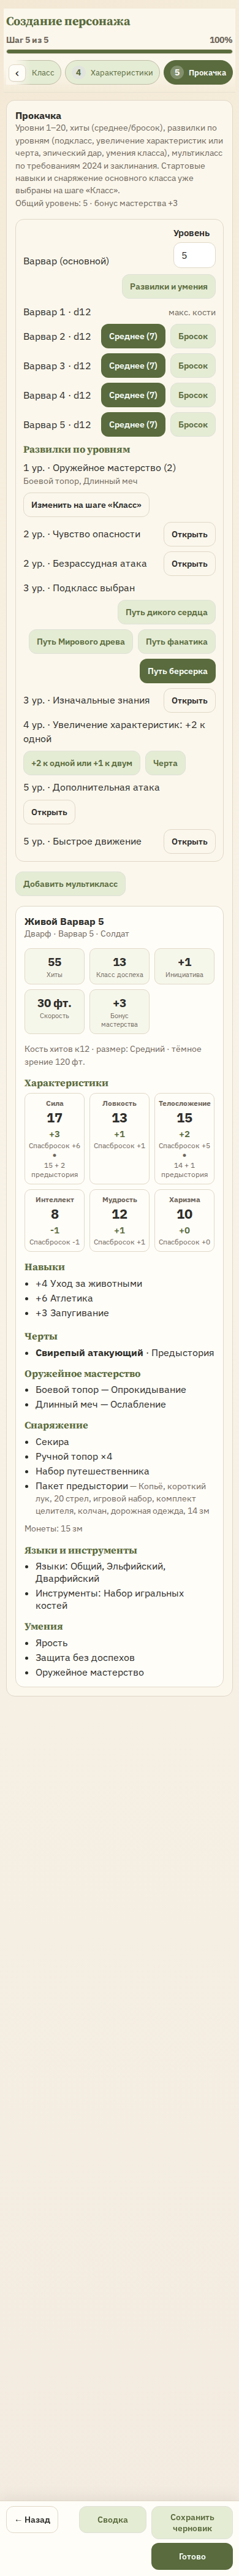 Создание персонажа
Шаг 5 из 5 100%
‹ Класс 4 Характеристики 5 Прокачка
Прокачка
Уровни 1–20, хиты (среднее/бросок), развилки по
уровням (подкласс, увеличение характеристик или
черта, эпический дар, умения класса), мультикласс
по требованиям 2024 и заклинания. Стартовые
навыки и снаряжение основного класса уже
выбраны на шаге «Класс».
Общий уровень: 5 · бонус мастерства +3
Уровень
Варвар (основной) 5
Развилки и умения
Варвар 1 · d12 макс. кости
Варвар 2 · d12 Среднее (7) Бросок
Варвар 3 · d12 Среднее (7) Бросок
Варвар 4 · d12 Среднее (7) Бросок
Варвар 5 · d12 Среднее (7) Бросок
Развилки по уровням
1 ур. · Оружейное мастерство (2)
Боевой топор, Длинный меч
Изменить на шаге «Класс»
2 ур. · Чувство опасности Открыть
2 ур. · Безрассудная атака Открыть
3 ур. · Подкласс выбран
Путь дикого сердца
Путь Мирового древа Путь фанатика
Путь берсерка
3 ур. · Изначальные знания Открыть
4 ур. · Увеличение характеристик: +2 к
одной
+2 к одной или +1 к двум Черта
5 ур. · Дополнительная атака
Открыть
5 ур. · Быстрое движение Открыть
Добавить мультикласс
Живой Варвар 5
Дварф · Варвар 5 · Солдат
55 13 +1
Хиты Класс доспеха Инициатива
30 фт. +3
Скорость Бонус
мастерства
Кость хитов к12 · размер: Средний · тёмное
зрение 120 фт.
Характеристики
Сила Ловкость Телосложение
17 13 15
+3 +1 +2
Спасбросок +6 Спасбросок +1 Спасбросок +5
● ●
15 + 2 14 + 1
предыстория предыстория
Интеллект Мудрость Харизма
8 12 10
-1 +1 +0
Спасбросок -1 Спасбросок +1 Спасбросок +0
Навыки
• +4 Уход за животными
• +6 Атлетика
• +3 Запугивание
Черты
• Свирепый атакующий · Предыстория
Оружейное мастерство
• Боевой топор — Опрокидывание
• Длинный меч — Ослабление
Снаряжение
• Секира
• Ручной топор ×4
• Набор путешественника
• Пакет предыстории — Копьё, короткий
лук, 20 стрел, игровой набор, комплект
целителя, колчан, дорожная одежда, 14 зм
Монеты: 15 зм
Языки и инструменты
• Языки: Общий, Эльфийский,
Дварфийский
• Инструменты: Набор игральных
костей
Умения
• Ярость
• Защита без доспехов
• Оружейное мастерство
← Назад Сводка Сохранить
черновик
Готово